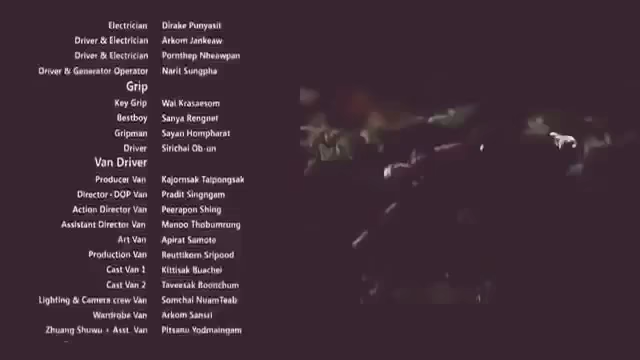 Electrician Dirake Punyasit
Driver & Electrician Arkom Jankeaw
Driver & Electrician Pornthep Nheawpan
Driver & Generator Operator Narit Sungpha
Grip
Key Grip Wai Krasaesom
Bestboy Sanya Rengnet
Gripman Sayan Hompharat
Driver Sirichai Ob-un
Van Driver
Producer Van Kajornsak Taipongsak
Director - DOP Van Pradit Singngam
Action Director Van Peerapon Shing
Assistant Director Van Manoo Thobumrung
Art Van Apirat Samote
Production Van Reuttikorn Sripood
Cast Van 1 Kittisak Buachei
Cast Van 2 Taveesak Boonchum
Lighting & Camera crew Van Somchai NuamTeab
Wardrobe Van Arkom Sansri
Zhuang Shuwu + Asst. Van Pitsanu Yodmaingam